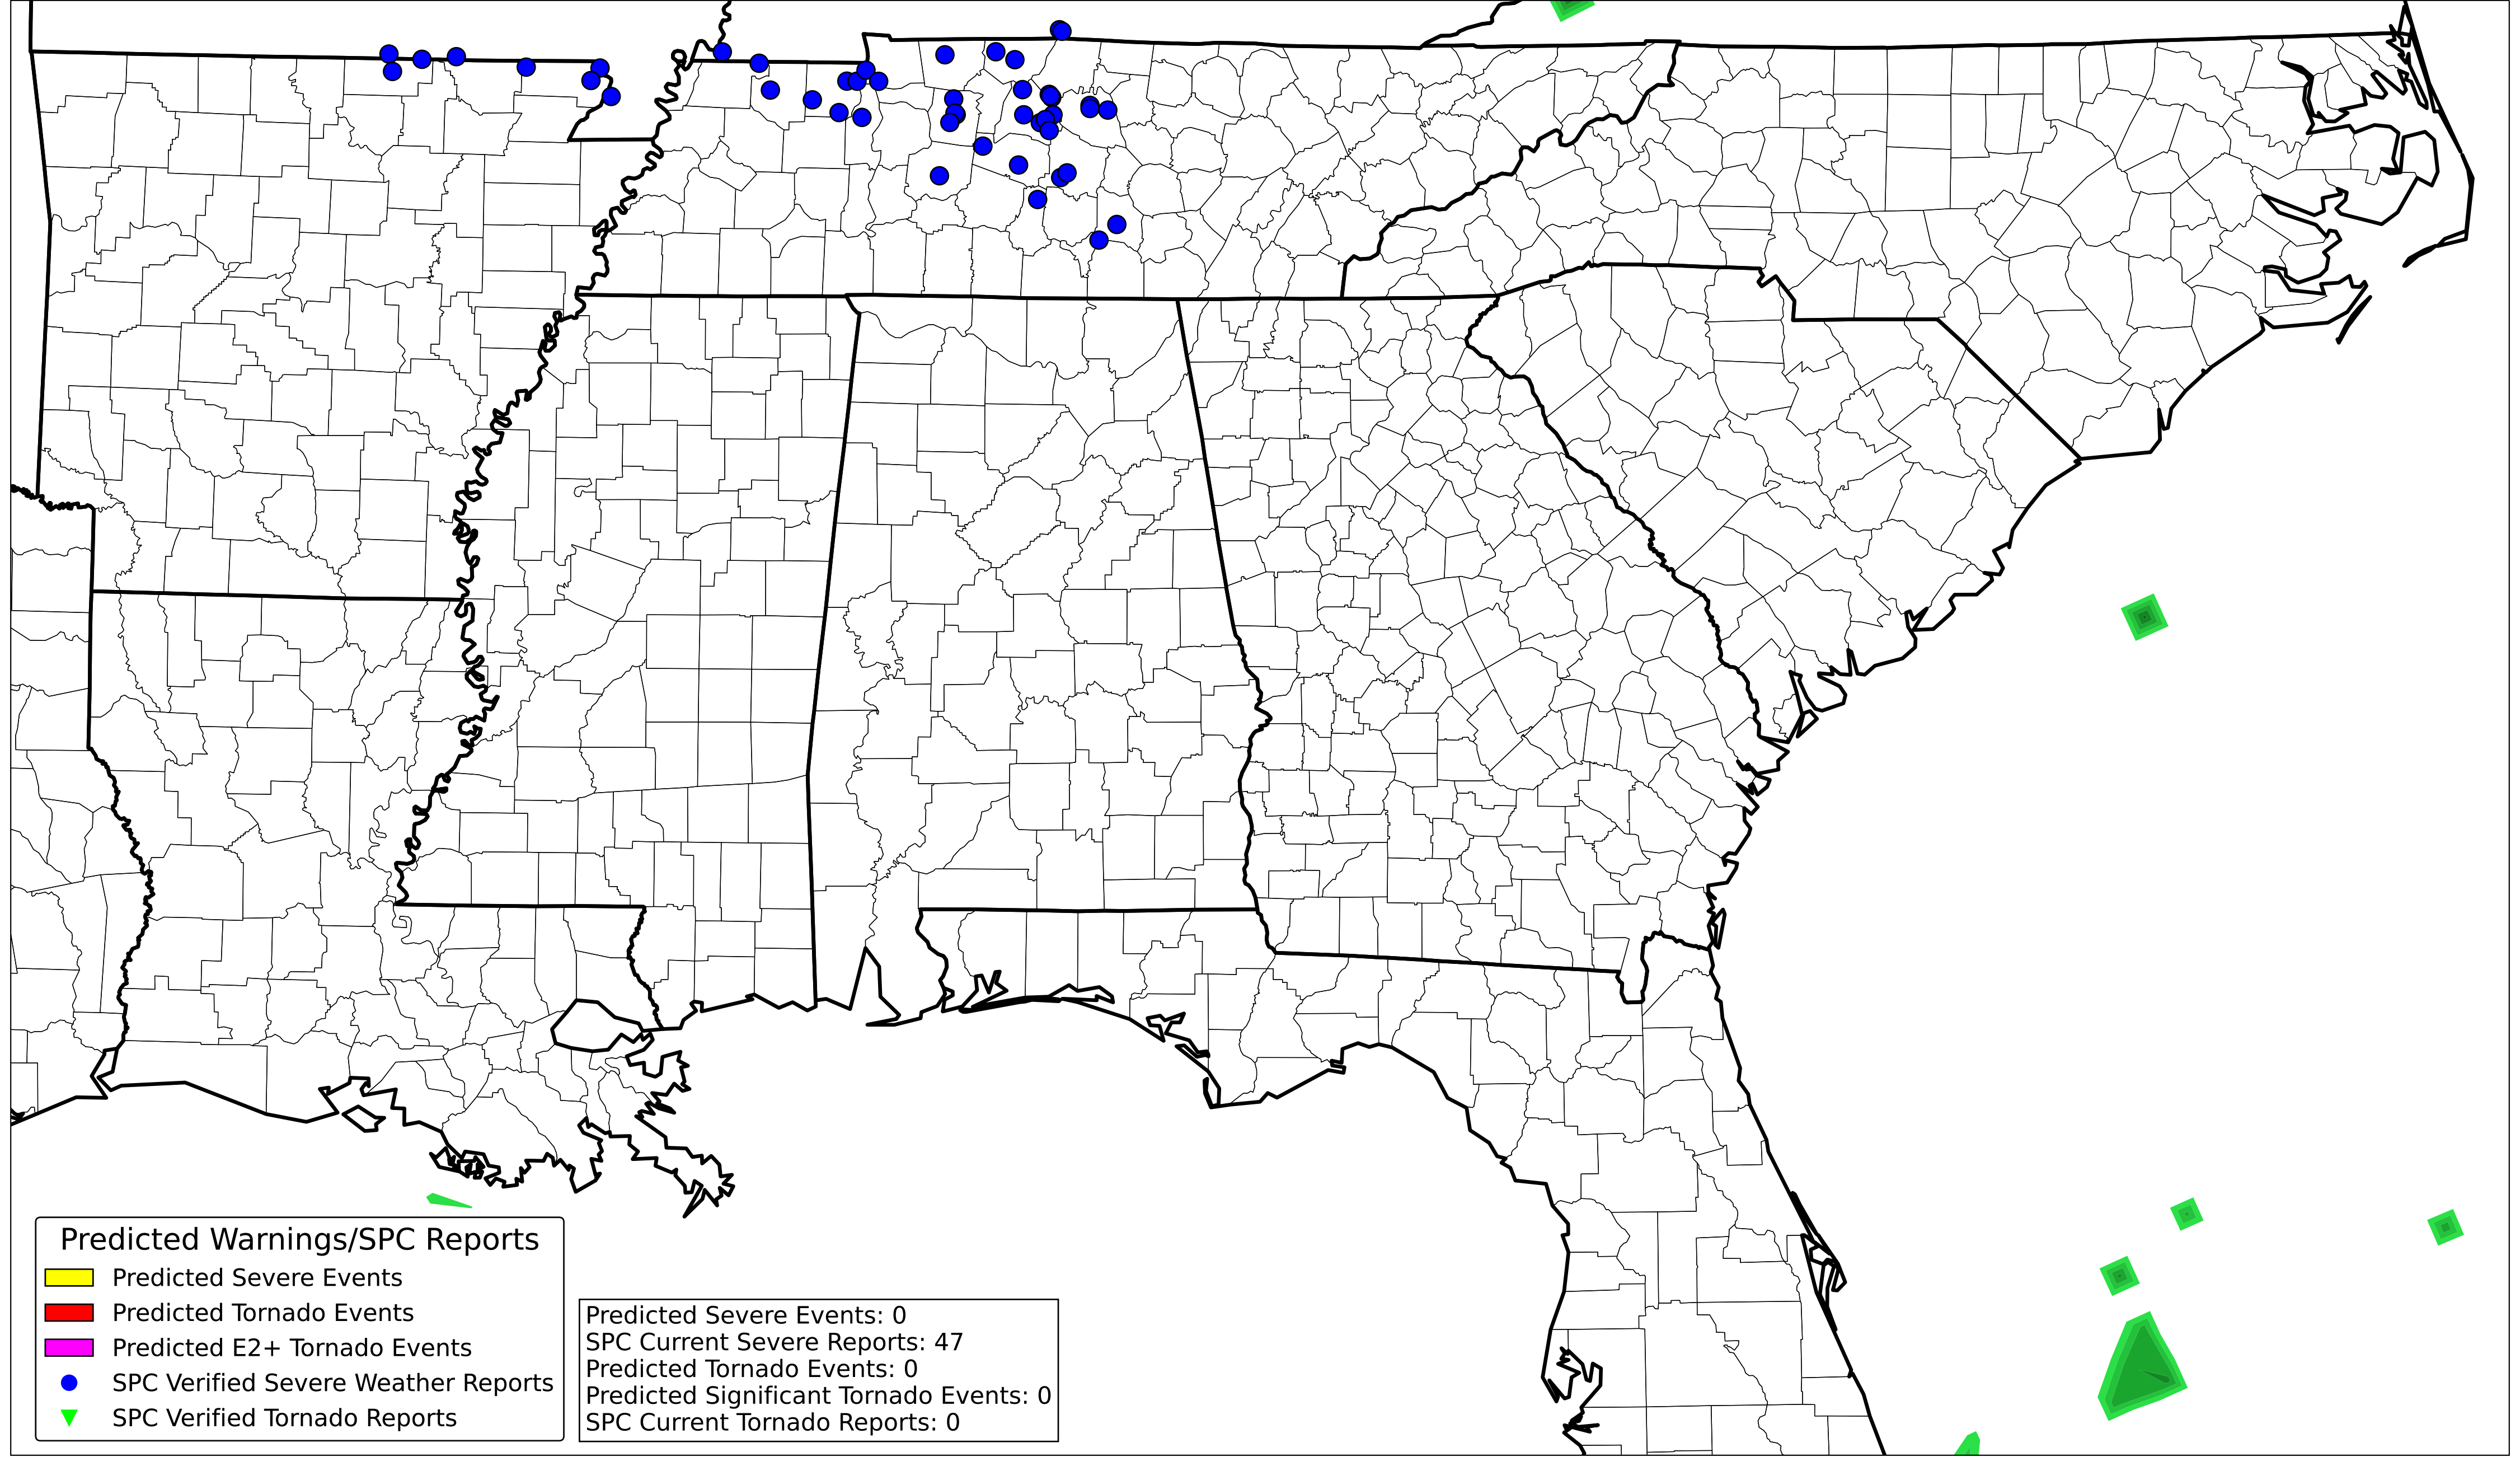 Predicted Warnings/SPC Reports
Predicted Severe Events
Predicted Tornado Events
Predicted E2+ Tornado Events
SPC Verified Severe Weather Reports
SPC Verified Tornado Reports
Predicted Severe Events: 0
SPC Current Severe Reports: 47
Predicted Tornado Events: 0
Predicted Significant Tornado Events: 0
SPC Current Tornado Reports: 0